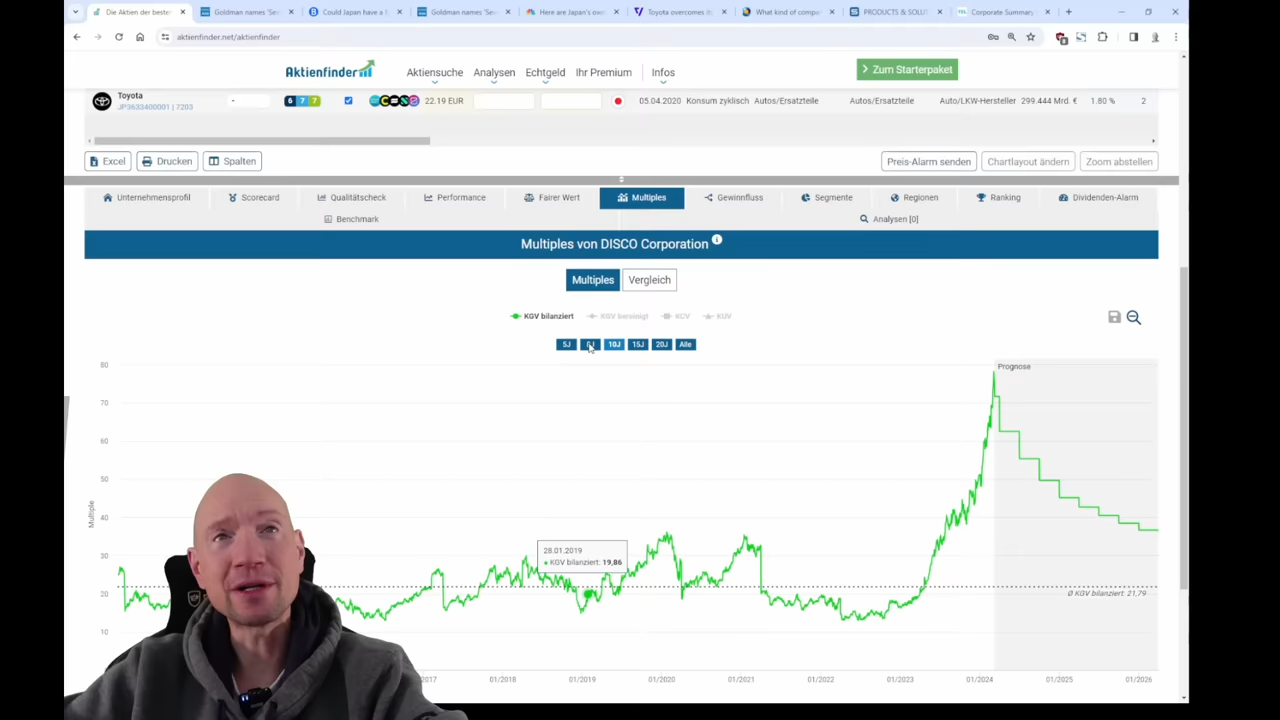 Die Aktien der besten
Goldman names 'Sev
Could Japan have a l
Goldman names 'Sev
Here are Japan's own
Toyota overcomes its
What kind of compu
PRODUCTS & SOLUT
Corporate Summary
aktienfinder.net/aktienfinder
Aktienfinder
Aktiensuche
Analysen
Echtgeld
Ihr Premium
Infos
Zum Starterpaket
Toyota
JP3633400001 | 7203
-
6 7 7
22.19 EUR
05.04.2020
Konsum zyklisch
Autos/Ersatzteile
Autos/Ersatzteile
Auto/LKW-Hersteller
299.444 Mrd. €
1.80 %
2
Excel
Drucken
Spalten
Preis-Alarm senden
Chartlayout ändern
Zoom abstellen
Unternehmensprofil
Scorecard
Qualitätscheck
Performance
Fairer Wert
Multiples
Gewinnfluss
Segmente
Regionen
Ranking
Dividenden-Alarm
Benchmark
Analysen [0]
Multiples von DISCO Corporation
Multiples
Vergleich
KGV bilanziert
KGV bereinigt
KCV
KUV
5J
10J
15J
20J
Alle
Prognose
80
70
60
50
40
30
20
10
Multiple
28.01.2019
KGV bilanziert: 19,86
Ø KGV bilanziert: 21,79
2017
01/2018
01/2019
01/2020
01/2021
01/2022
01/2023
01/2024
01/2025
01/2026